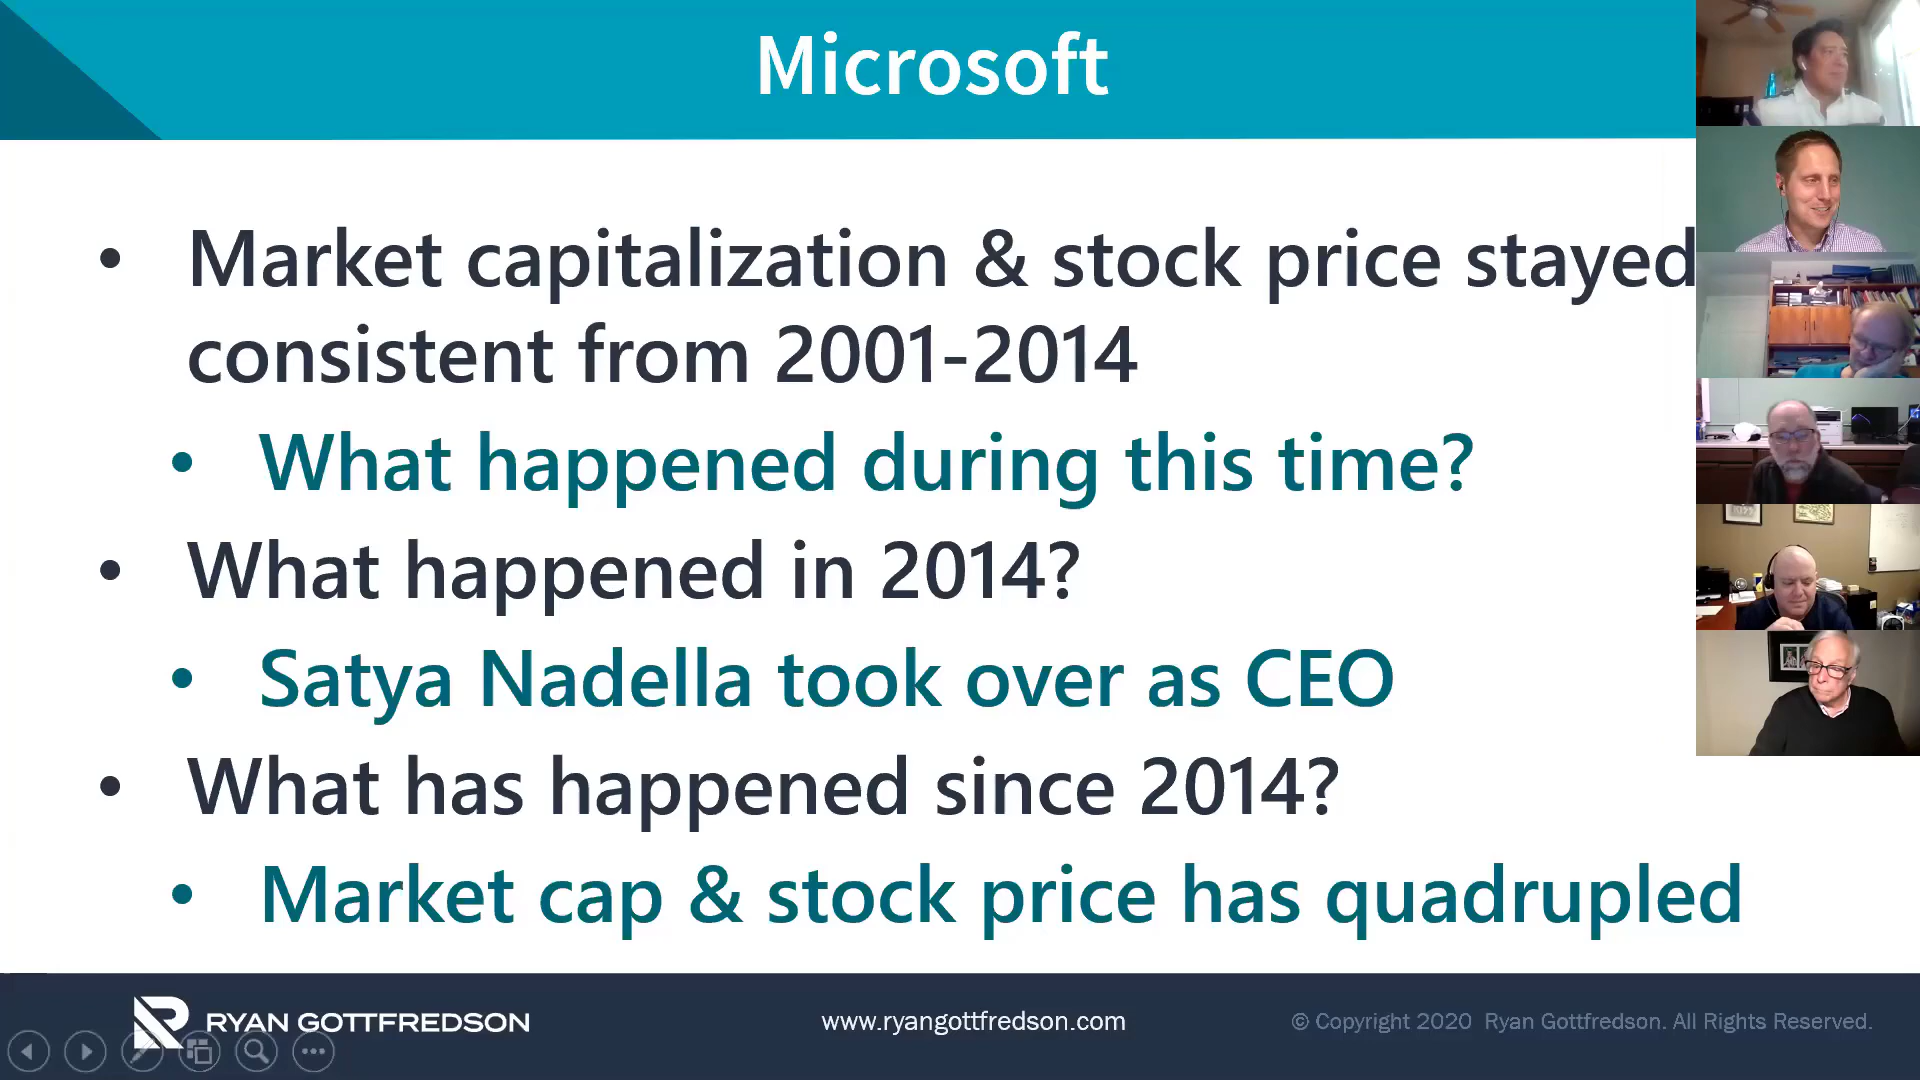 Microsoft
• Market capitalization & stock price stayed
consistent from 2001-2014
• What happened during this time?
• What happened in 2014?
• Satya Nadella took over as CEO
• What has happened since 2014?
• Market cap & stock price has quadrupled
RYAN GOTTFREDSON
www.ryangottfredson.com
© Copyright 2020 Ryan Gottfredson. All Rights Reserved.